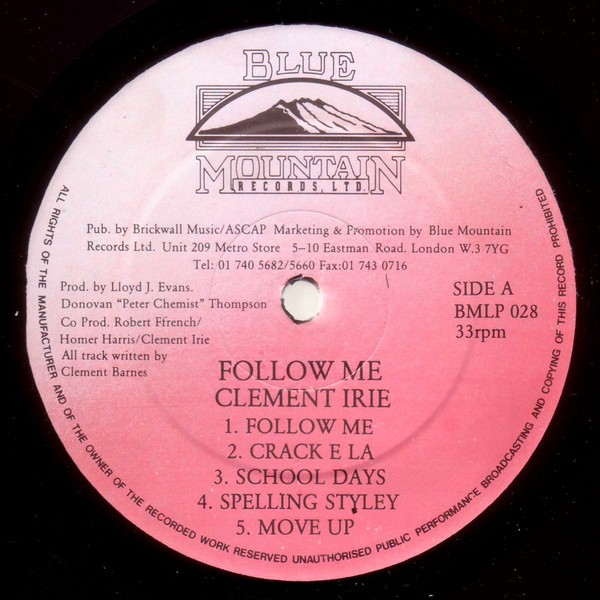 BLUE
MOUNTAIN
RECORDS, LTD.
Pub. by Brickwall Music/ASCAP Marketing & Promotion by Blue Mountain
Records Ltd. Unit 209 Metro Store 5-10 Eastman Road. London W.3 7YG
Tel: 01 740 5682/5660 Fax:01 743 0716
Prod. by Lloyd J. Evans.
Donovan "Peter Chemist" Thompson
Co Prod. Robert Ffrench/
Homer Harris/Clement Irie
All track written by
Clement Barnes
SIDE A
BMLP 028
33rpm
FOLLOW ME
CLEMENT IRIE
1. FOLLOW ME
2. CRACK E LA
3. SCHOOL DAYS
4. SPELLING STYLEY
5. MOVE UP
ALL RIGHTS OF THE MANUFACTURER AND OF THE OWNER OF THE RECORDED WORK RESERVED UNAUTHORISED PUBLIC PERFORMANCE BROADCASTING AND COPYING OF THIS RECORD PROHIBITED